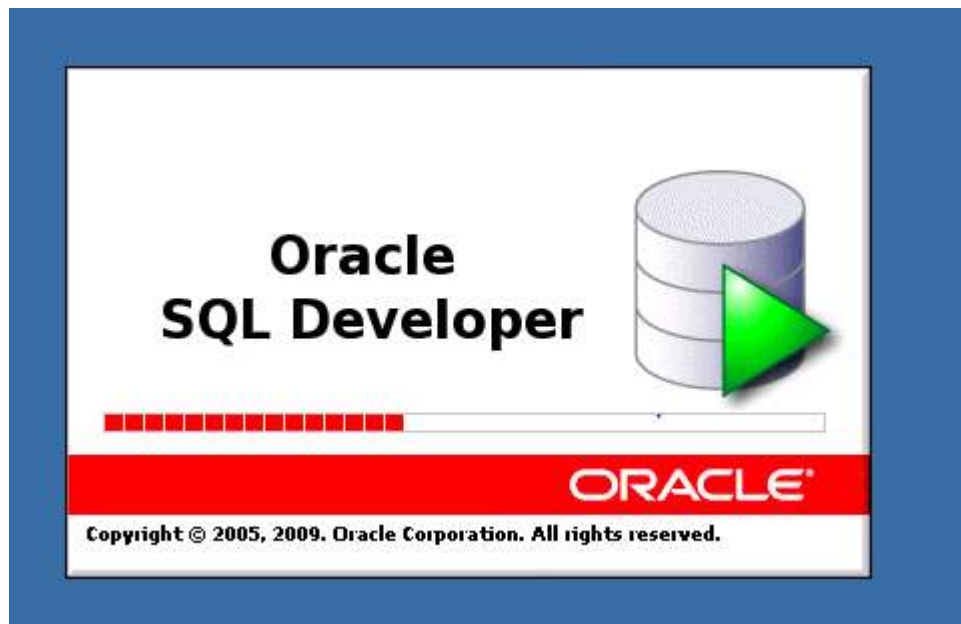 Oracle
SQL Developer
ORACLE
Copyright © 2005, 2009. Oracle Corporation. All rights reserved.